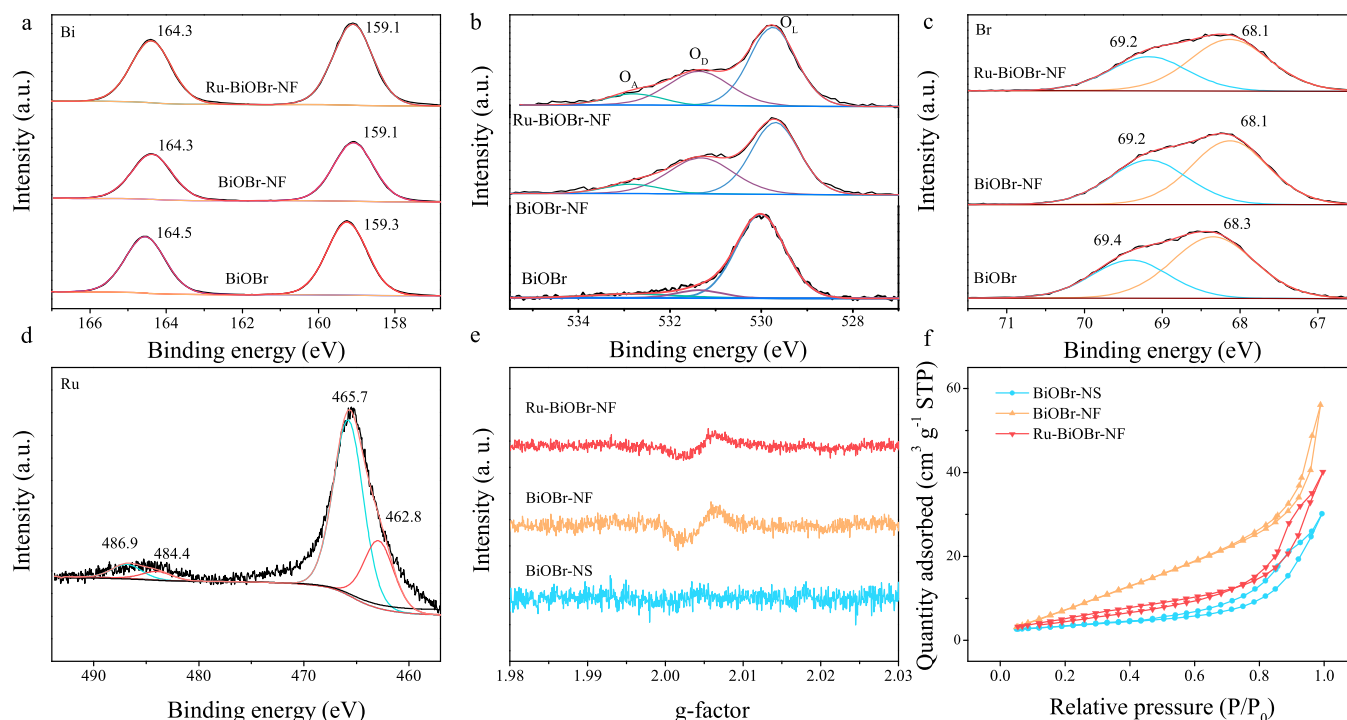 a
Bi
164.3
159.1
Ru-BiOBr-NF
164.3
159.1
BiOBr-NF
164.5
159.3
BiOBr
166
164
162
160
158
Binding energy (eV)
Intensity (a.u.)
b
O_L
O_D
O_A
Ru-BiOBr-NF
BiOBr-NF
BiOBr
534
532
530
528
Binding energy (eV)
Intensity (a.u.)
c
Br
69.2
68.1
Ru-BiOBr-NF
69.2
68.1
BiOBr-NF
69.4
68.3
BiOBr
71
70
69
68
67
Binding energy (eV)
Intensity (a.u.)
d
Ru
465.7
462.8
486.9
484.4
490
480
470
460
Binding energy (eV)
Intensity (a.u.)
e
Ru-BiOBr-NF
BiOBr-NF
BiOBr-NS
1.98
1.99
2.00
2.01
2.02
2.03
g-factor
Intensity (a. u.)
f
BiOBr-NS
BiOBr-NF
Ru-BiOBr-NF
60
40
20
0
0.0
0.2
0.4
0.6
0.8
1.0
Relative pressure (P/P₀)
Quantity adsorbed (cm³ g⁻¹ STP)